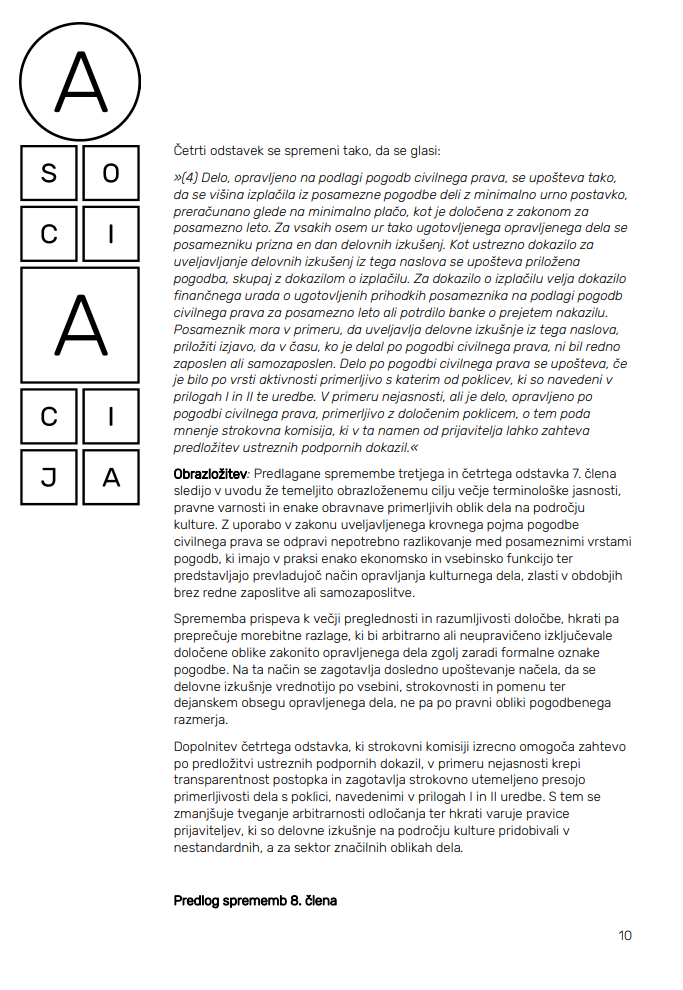 A
S O
C I
A
C I
J A
Četrti odstavek se spremeni tako, da se glasi:
»(4) Delo, opravljeno na podlagi pogodb civilnega prava, se upošteva tako,
da se višina izplačila iz posamezne pogodbe deli z minimalno urno postavko,
preračunano glede na minimalno plačo, kot je določena z zakonom za
posamezno leto. Za vsakih osem ur tako ugotovljenega opravljenega dela se
posamezniku prizna en dan delovnih izkušenj. Kot ustrezno dokazilo za
uveljavljanje delovnih izkušenj iz tega naslova se upošteva priložena
pogodba, skupaj z dokazilom o izplačilu. Za dokazilo o izplačilu velja dokazilo
finančnega urada o ugotovljenih prihodkih posameznika na podlagi pogodb
civilnega prava za posamezno leto ali potrdilo banke o prejetem nakazilu.
Posameznik mora v primeru, da uveljavlja delovne izkušnje iz tega naslova,
priložiti izjavo, da v času, ko je delal po pogodbi civilnega prava, ni bil redno
zaposlen ali samozaposlen. Delo po pogodbi civilnega prava se upošteva, če
je bilo po vrsti aktivnosti primerljivo s katerim od poklicev, ki so navedeni v
prilogah I in II te uredbe. V primeru nejasnosti, ali je delo, opravljeno po
pogodbi civilnega prava, primerljivo z določenim poklicem, o tem poda
mnenje strokovna komisija, ki v ta namen od prijavitelja lahko zahteva
predložitev ustreznih podpornih dokazil.«
Obrazložitev: Predlagane spremembe tretjega in četrtega odstavka 7. člena
sledijo v uvodu že temeljito obrazloženemu cilju večje terminološke jasnosti,
pravne varnosti in enake obravnave primerljivih oblik dela na področju
kulture. Z uporabo v zakonu uveljavljenega krovnega pojma pogodbe
civilnega prava se odpravi nepotrebno razlikovanje med posameznimi vrstami
pogodb, ki imajo v praksi enako ekonomsko in vsebinsko funkcijo ter
predstavljajo prevladujoč način opravljanja kulturnega dela, zlasti v obdobjih
brez redne zaposlitve ali samozaposlitve.
Sprememba prispeva k večji preglednosti in razumljivosti določbe, hkrati pa
preprečuje morebitne razlage, ki bi arbitrarno ali neupravičeno izključevale
določene oblike zakonito opravljenega dela zgolj zaradi formalne oznake
pogodbe. Na ta način se zagotavlja dosledno upoštevanje načela, da se
delovne izkušnje vrednotijo po vsebini, strokovnosti in pomenu ter
dejanskem obsegu opravljenega dela, ne pa po pravni obliki pogodbenega
razmerja.
Dopolnitev četrtega odstavka, ki strokovni komisiji izrecno omogoča zahtevo
po predložitvi ustreznih podpornih dokazil, v primeru nejasnosti krepi
transparentnost postopka in zagotavlja strokovno utemeljeno presojo
primerljivosti dela s poklici, navedenimi v prilogah I in II uredbe. S tem se
zmanjšuje tveganje arbitrarnosti odločanja ter hkrati varuje pravice
prijaviteljev, ki so delovne izkušnje na področju kulture pridobivali v
nestandardnih, a za sektor značilnih oblikah dela.
Predlog sprememb 8. člena
10